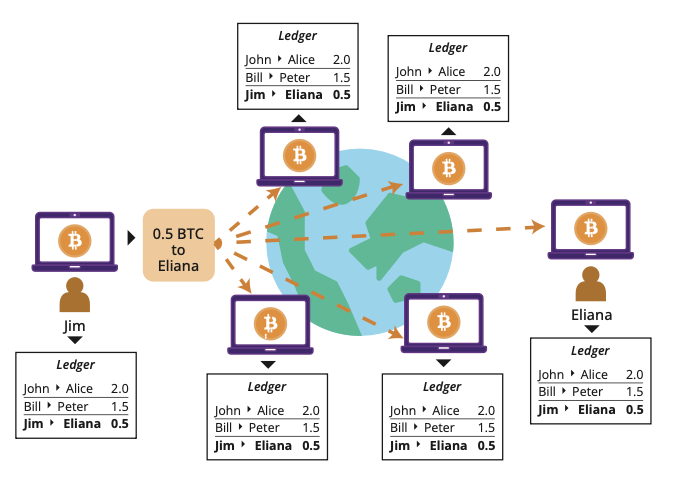 Ledger
John ‣ Alice 2.0
Bill ‣ Peter 1.5
Jim ‣ Eliana 0.5
Ledger
John ‣ Alice 2.0
Bill ‣ Peter 1.5
Jim ‣ Eliana 0.5
0.5 BTC
to
Eliana
Jim
Eliana
Ledger
John ‣ Alice 2.0
Bill ‣ Peter 1.5
Jim ‣ Eliana 0.5
Ledger
John ‣ Alice 2.0
Bill ‣ Peter 1.5
Jim ‣ Eliana 0.5
Ledger
John ‣ Alice 2.0
Bill ‣ Peter 1.5
Jim ‣ Eliana 0.5
Ledger
John ‣ Alice 2.0
Bill ‣ Peter 1.5
Jim ‣ Eliana 0.5